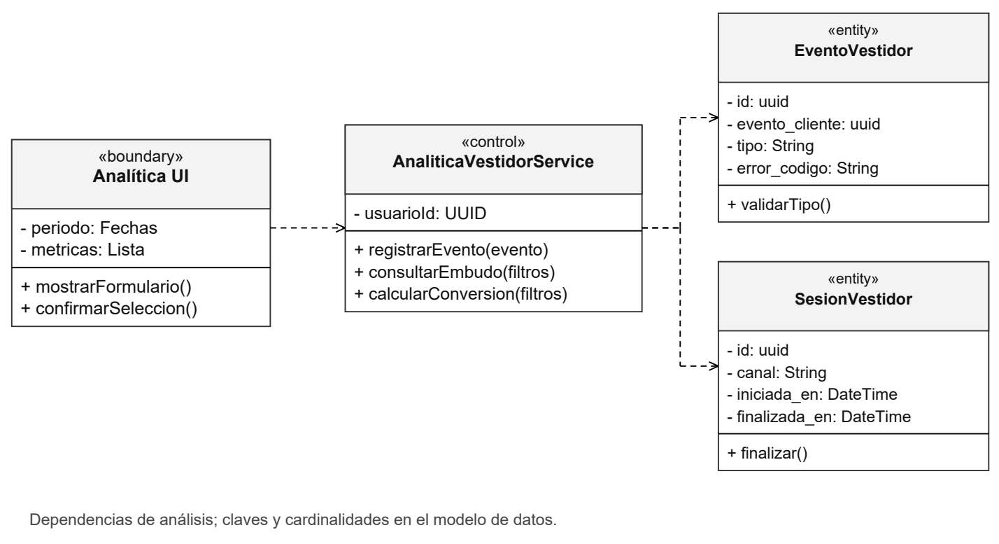 «boundary»
Analítica UI
- periodo: Fechas
- metricas: Lista
+ mostrarFormulario()
+ confirmarSeleccion()
«control»
AnaliticaVestidorService
- usuarioId: UUID
+ registrarEvento(evento)
+ consultarEmbudo(filtros)
+ calcularConversion(filtros)
«entity»
EventoVestidor
- id: uuid
- evento_cliente: uuid
- tipo: String
- error_codigo: String
+ validarTipo()
«entity»
SesionVestidor
- id: uuid
- canal: String
- iniciada_en: DateTime
- finalizada_en: DateTime
+ finalizar()
Dependencias de análisis; claves y cardinalidades en el modelo de datos.